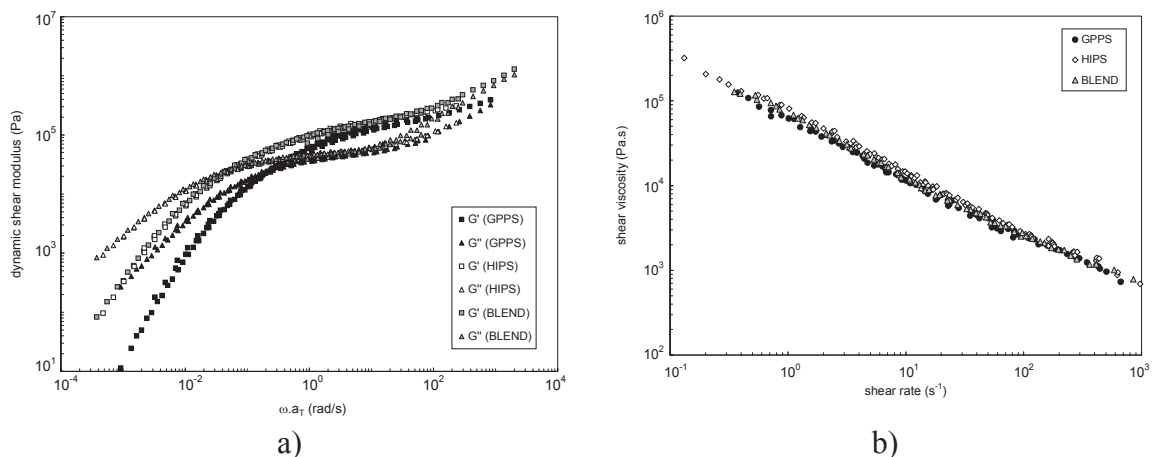 10^7
10^5
10^3
10^1
10^-4
10^-2
10^0
10^2
10^4
dynamic shear modulus (Pa)
ω.a_T (rad/s)
G' (GPPS)
G" (GPPS)
G' (HIPS)
G" (HIPS)
G' (BLEND)
G" (BLEND)
a)
10^6
10^5
10^4
10^3
10^2
10^-1
10^0
10^1
10^2
10^3
shear viscosity (Pa.s)
shear rate (s^-1)
GPPS
HIPS
BLEND
b)